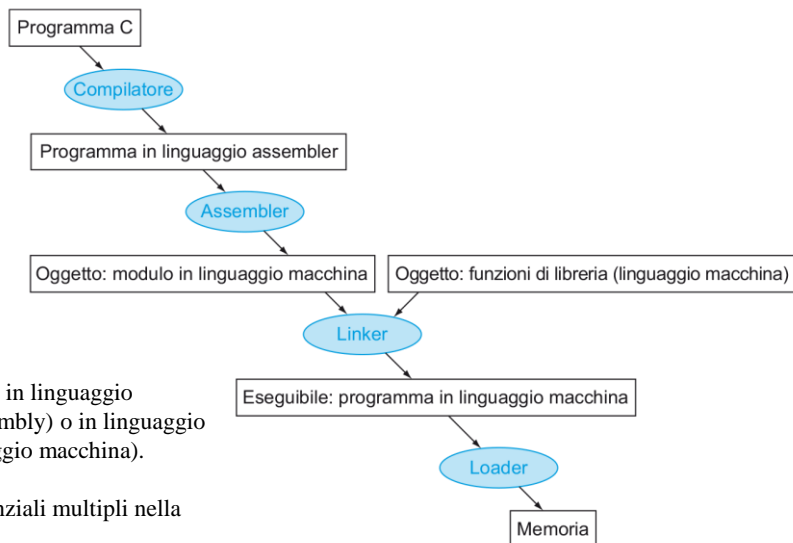 Programma C
Compilatore
Programma in linguaggio assembler
Assembler
Oggetto: modulo in linguaggio macchina
Oggetto: funzioni di libreria (linguaggio macchina)
Linker
Eseguibile: programma in linguaggio macchina
Loader
Memoria
in linguaggio
mbly) o in linguaggio
ggio macchina).
nziali multipli nella